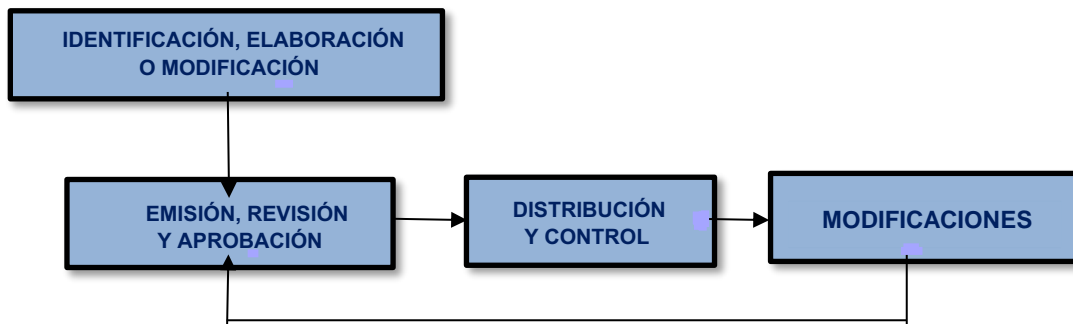 IDENTIFICACIÓN, ELABORACIÓN
O MODIFICACIÓN
EMISIÓN, REVISIÓN
Y APROBACIÓN
DISTRIBUCIÓN
Y CONTROL
MODIFICACIONES